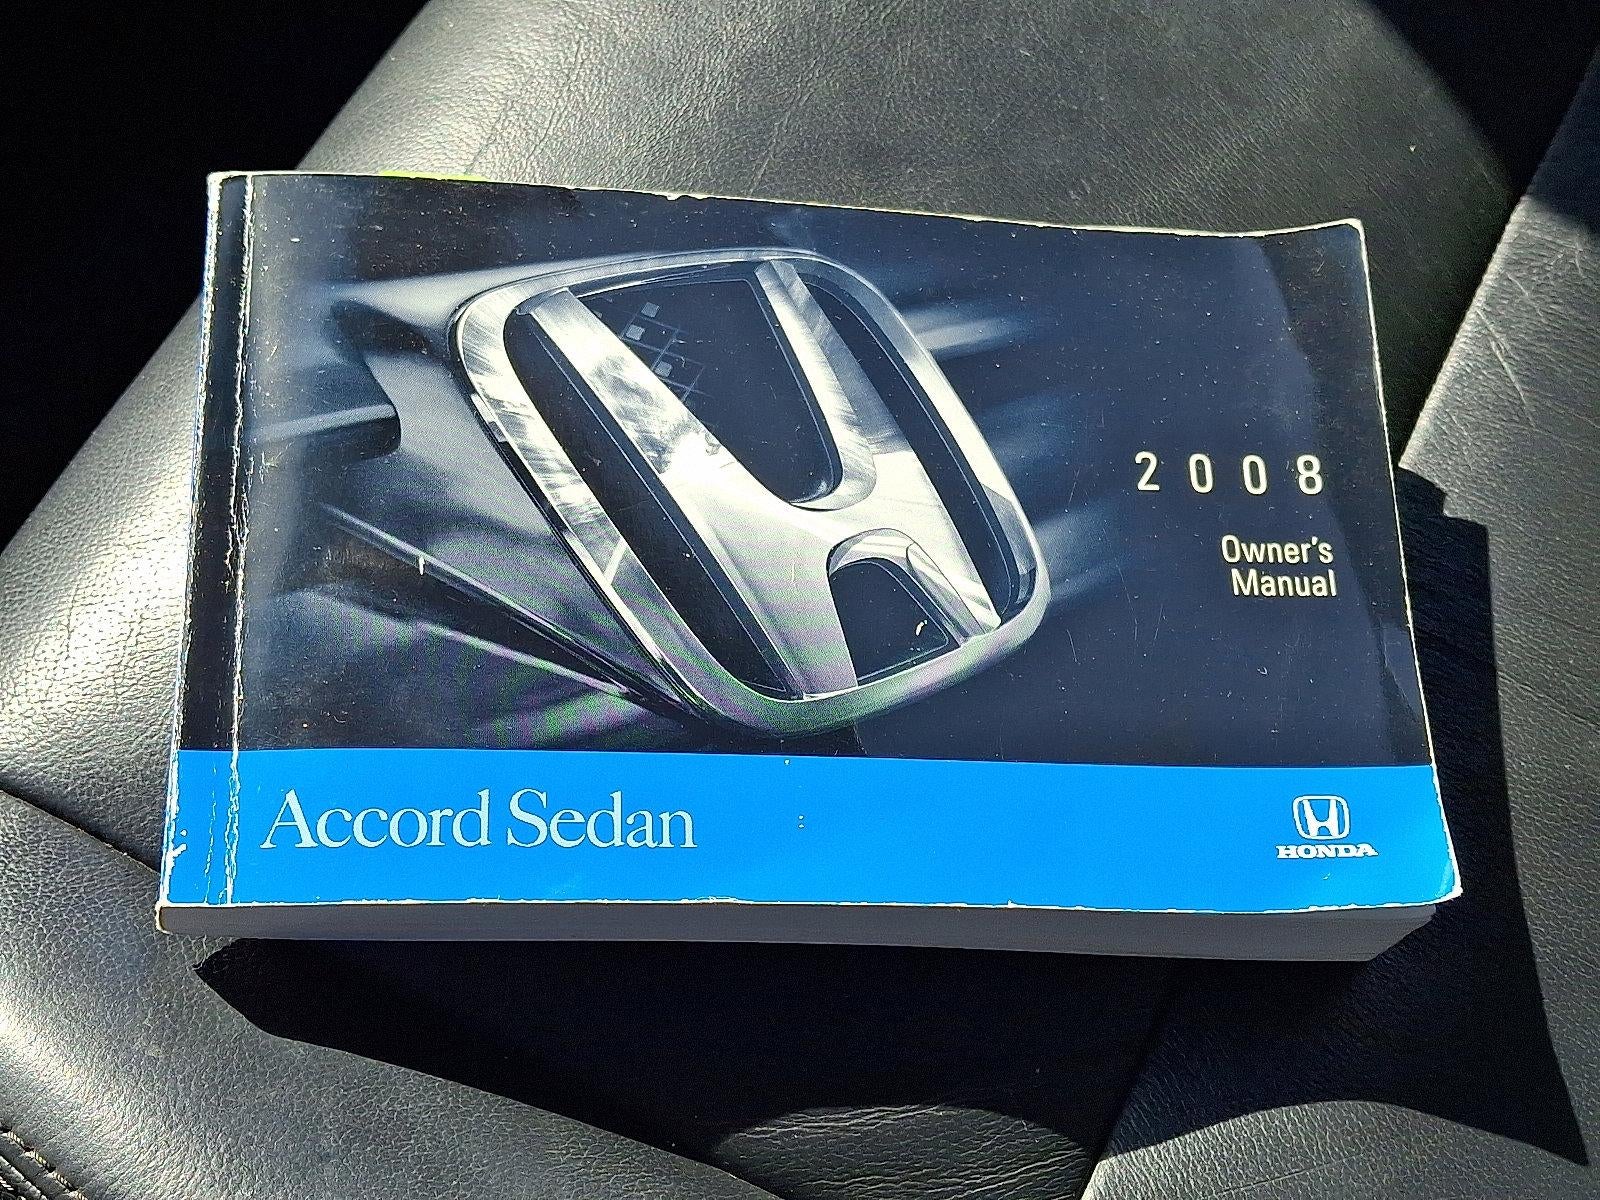 2008
Owner's
Manual
Accord Sedan
HONDA